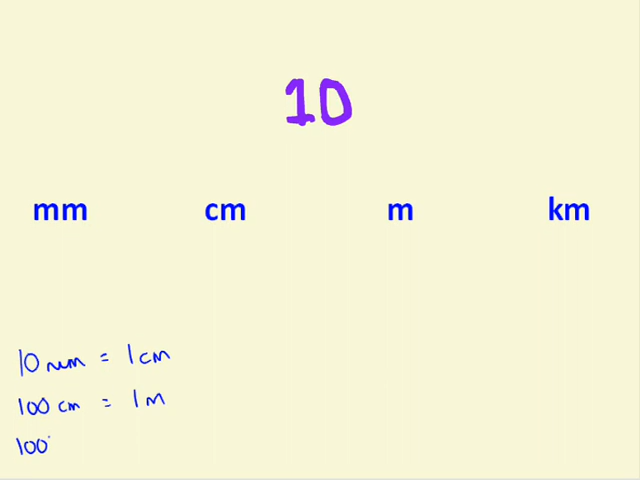 10
mm cm m km
10 mm = 1 cm
100 cm = 1 m
100